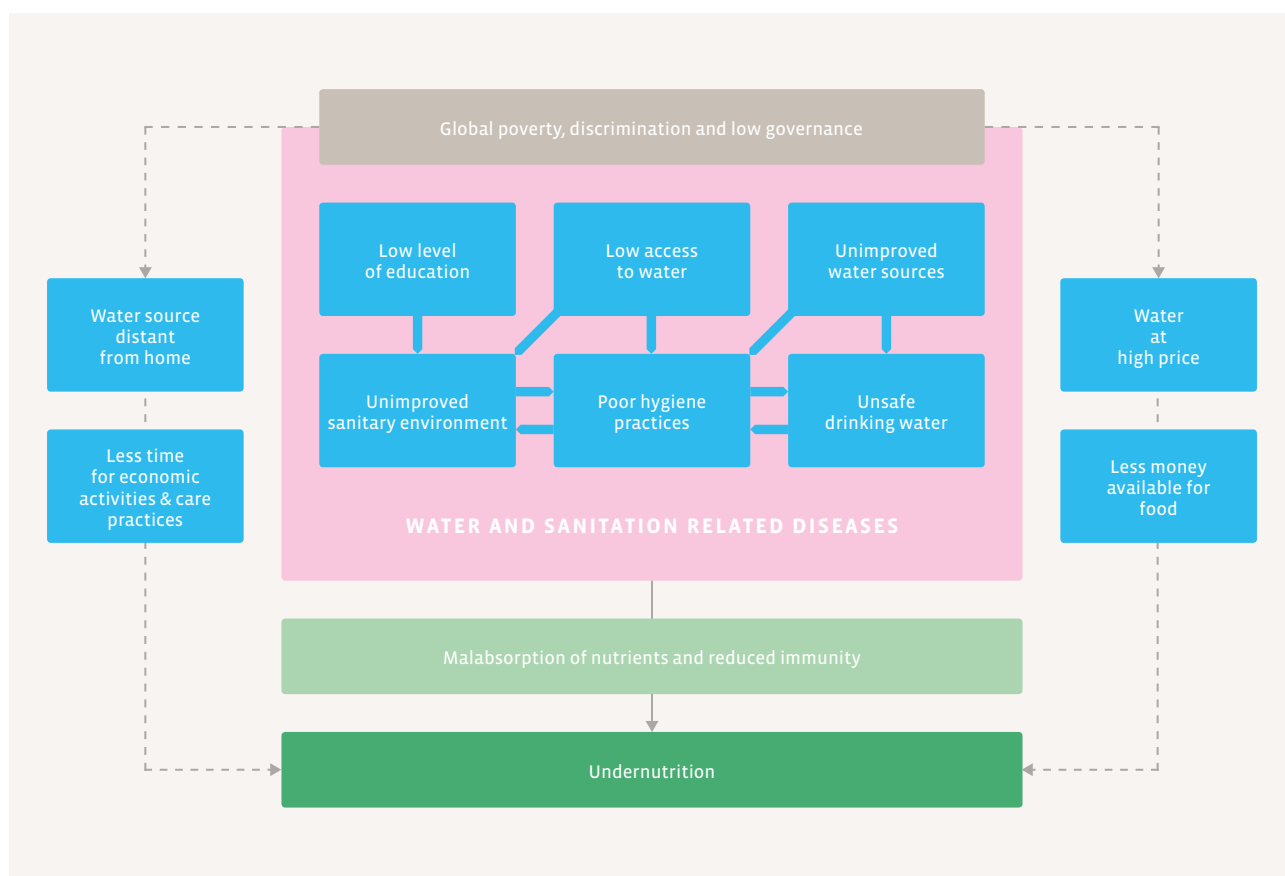 Global poverty, discrimination and low governance
Low level
of education
Low access
to water
Unimproved
water sources
Water source
distant
from home
Water
at
high price
Unimproved
sanitary environment
Poor hygiene
practices
Unsafe
drinking water
Less time
for economic
activities & care
practices
Less money
available for
food
WATER AND SANITATION RELATED DISEASES
Malabsorption of nutrients and reduced immunity
Undernutrition